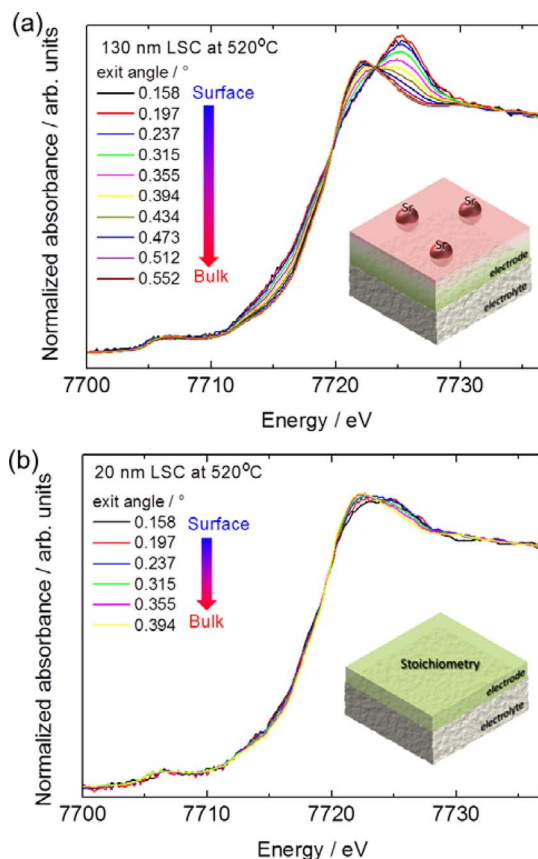 (a)
130 nm LSC at 520°C
exit angle / °
0.158
Surface
0.197
0.237
0.315
0.355
0.394
0.434
0.473
0.512
Bulk
0.552
Sr
Sr
Sr
electrode
electrolyte
Normalized absorbance / arb. units
7700
7710
7720
7730
Energy / eV
(b)
20 nm LSC at 520°C
exit angle / °
0.158
Surface
0.197
0.237
0.315
0.355
Bulk
0.394
Stoichiometry
electrode
electrolyte
Normalized absorbance / arb. units
7700
7710
7720
7730
Energy / eV